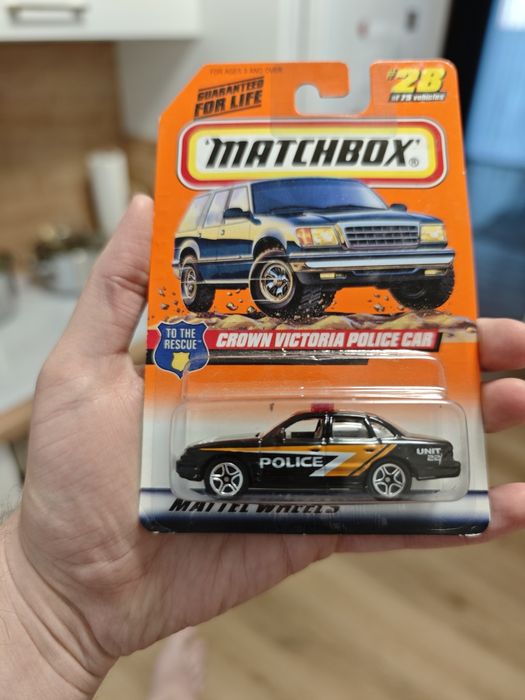 FOR AGES 3 AND OVER
GUARANTEED
FOR LIFE
#28
of 75 vehicles
MATCHBOX®
TO THE
RESCUE
CROWN VICTORIA POLICE CAR
POLICE
UNIT
22
MATTEL WHEELS